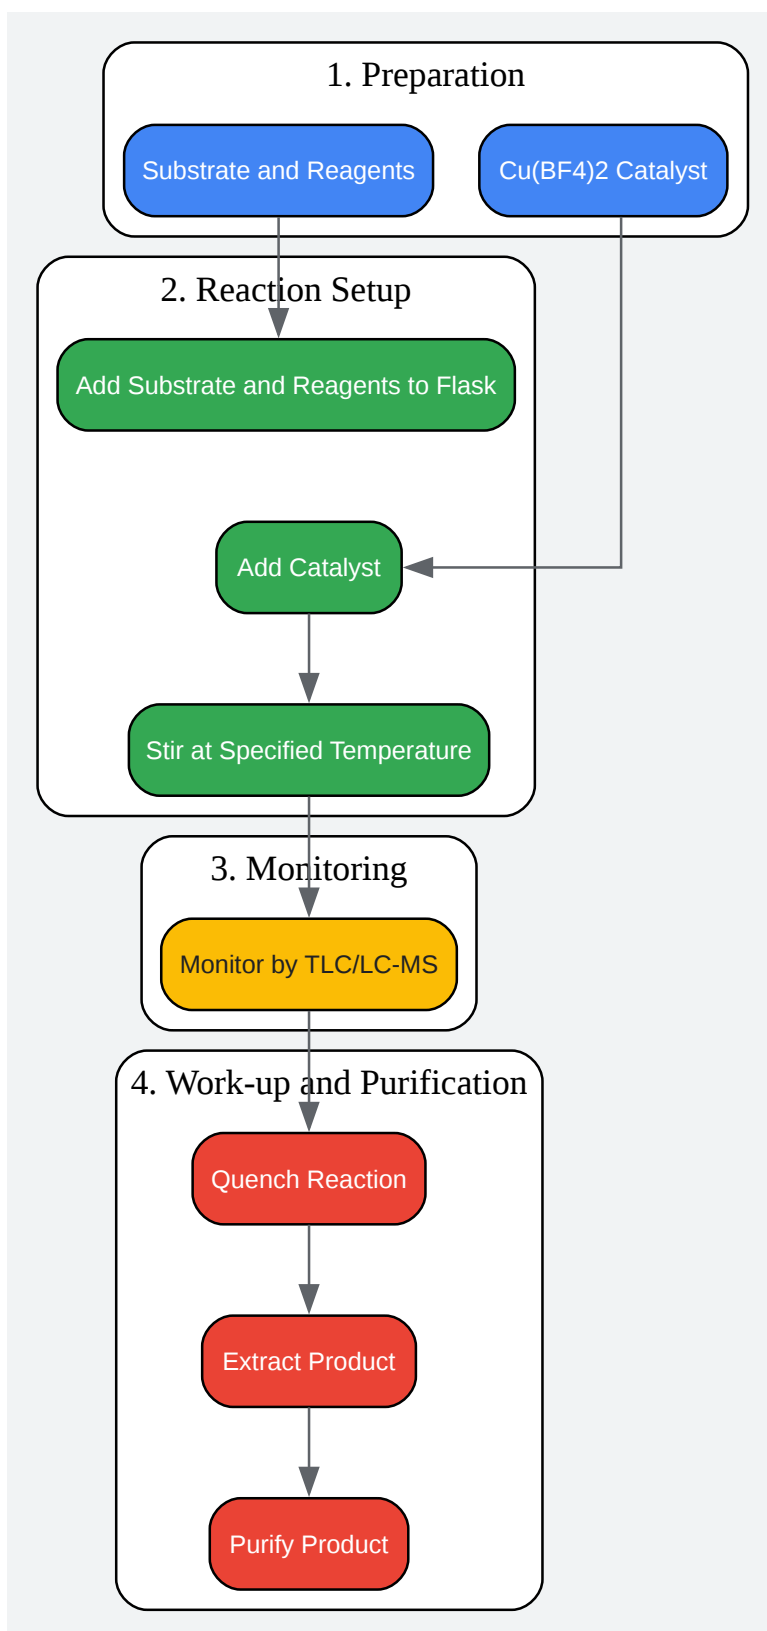 1. Preparation
Substrate and Reagents
Cu(BF4)2 Catalyst
2. Reaction Setup
Add Substrate and Reagents to Flask
Add Catalyst
Stir at Specified Temperature
3. Monitoring
Monitor by TLC/LC-MS
4. Work-up and Purification
Quench Reaction
Extract Product
Purify Product